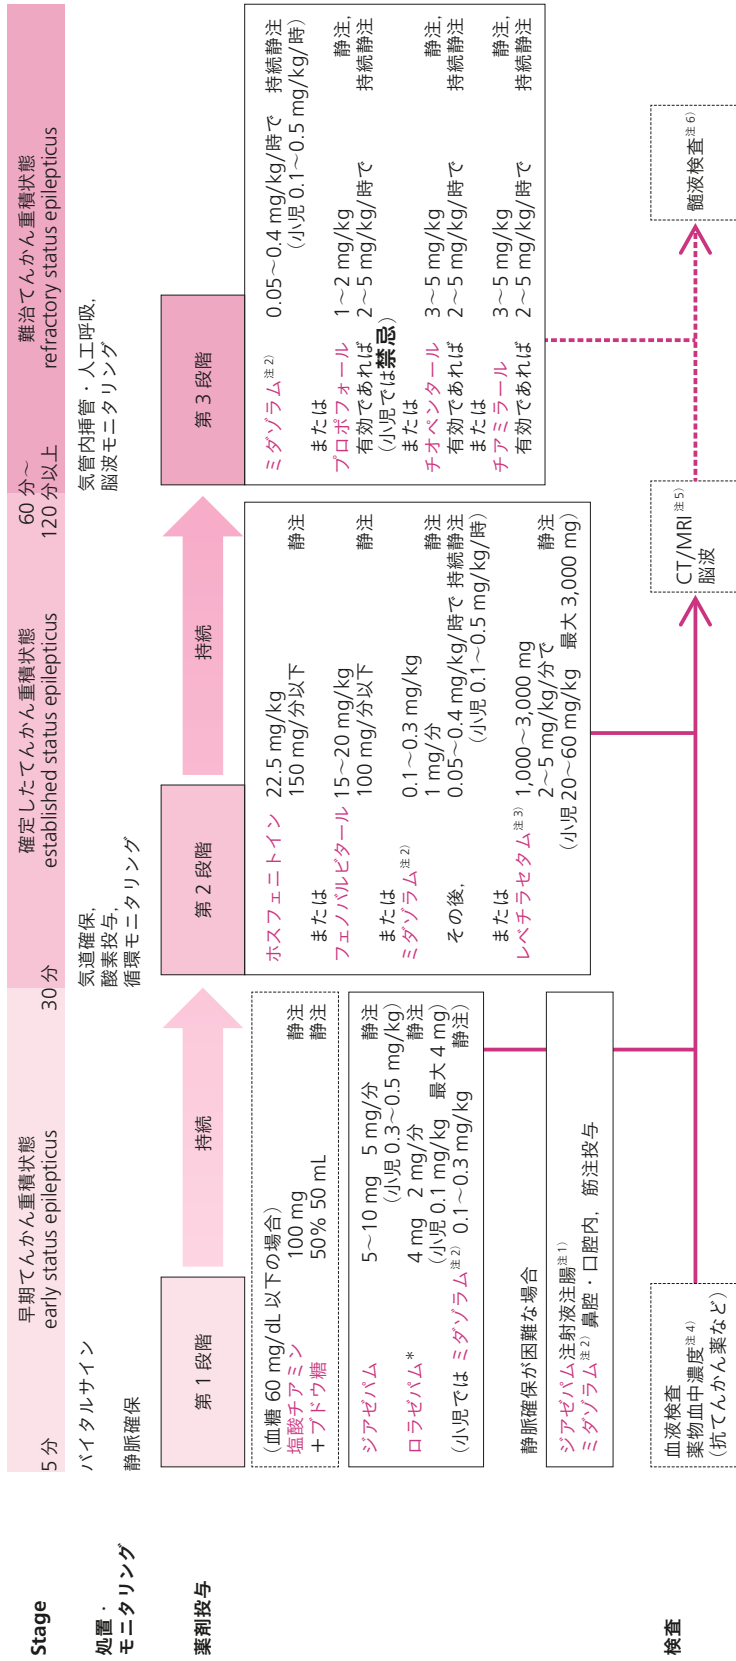 Stage
5 分
早期てんかん重積状態
early status epilepticus
30 分
確定したてんかん重積状態
established status epilepticus
60 分～
120 分以上
難治てんかん重積状態
refractory status epilepticus
処置・
モニタリング
バイタルサイン
静脈確保
気道確保,
酸素投与,
循環モニタリング
気管内挿管・人工呼吸,
脳波モニタリング
薬剤投与
第 1 段階
持続
第 2 段階
持続
第 3 段階
(血糖 60 mg/dL 以下の場合)
塩酸チアミン 100 mg 静注
＋ブドウ糖 50% 50 mL 静注
ジアゼパム 5～10 mg 5 mg/分 静注
(小児 0.3～0.5 mg/kg)
ロラゼパム* 4 mg 2 mg/分 静注
(小児 0.1 mg/kg 最大 4 mg)
(小児では ミダゾラム注 2) 0.1～0.3 mg/kg 静注)
静脈確保が困難な場合
ジアゼパム注射液注腸注 1)
ミダゾラム注 2) 鼻腔・口腔内, 筋注投与
ホスフェニトイン 22.5 mg/kg
150 mg/分以下 静注
または
フェノバルビタール 15～20 mg/kg
100 mg/分以下 静注
または
ミダゾラム注 2) 0.1～0.3 mg/kg
1 mg/分 静注
その後, 0.05～0.4 mg/kg/時で 持続静注
(小児 0.1～0.5 mg/kg/時)
または
レベチラセタム注 3) 1,000～3,000 mg
2～5 mg/kg/分で 静注
(小児 20～60 mg/kg 最大 3,000 mg)
ミダゾラム注 2) 0.05～0.4 mg/kg/時で 持続静注
(小児 0.1～0.5 mg/kg/時)
または
プロポフォール 1～2 mg/kg 静注,
有効であれば 2～5 mg/kg/時で 持続静注
(小児では禁忌)
または
チオペンタール 3～5 mg/kg 静注,
有効であれば 2～5 mg/kg/時で 持続静注
または
チアミラール 3～5 mg/kg 静注,
有効であれば 2～5 mg/kg/時で 持続静注
検査
血液検査
薬物血中濃度注 4)
(抗てんかん薬など)
CT/MRI注 5)
脳波
髄液検査注 6)